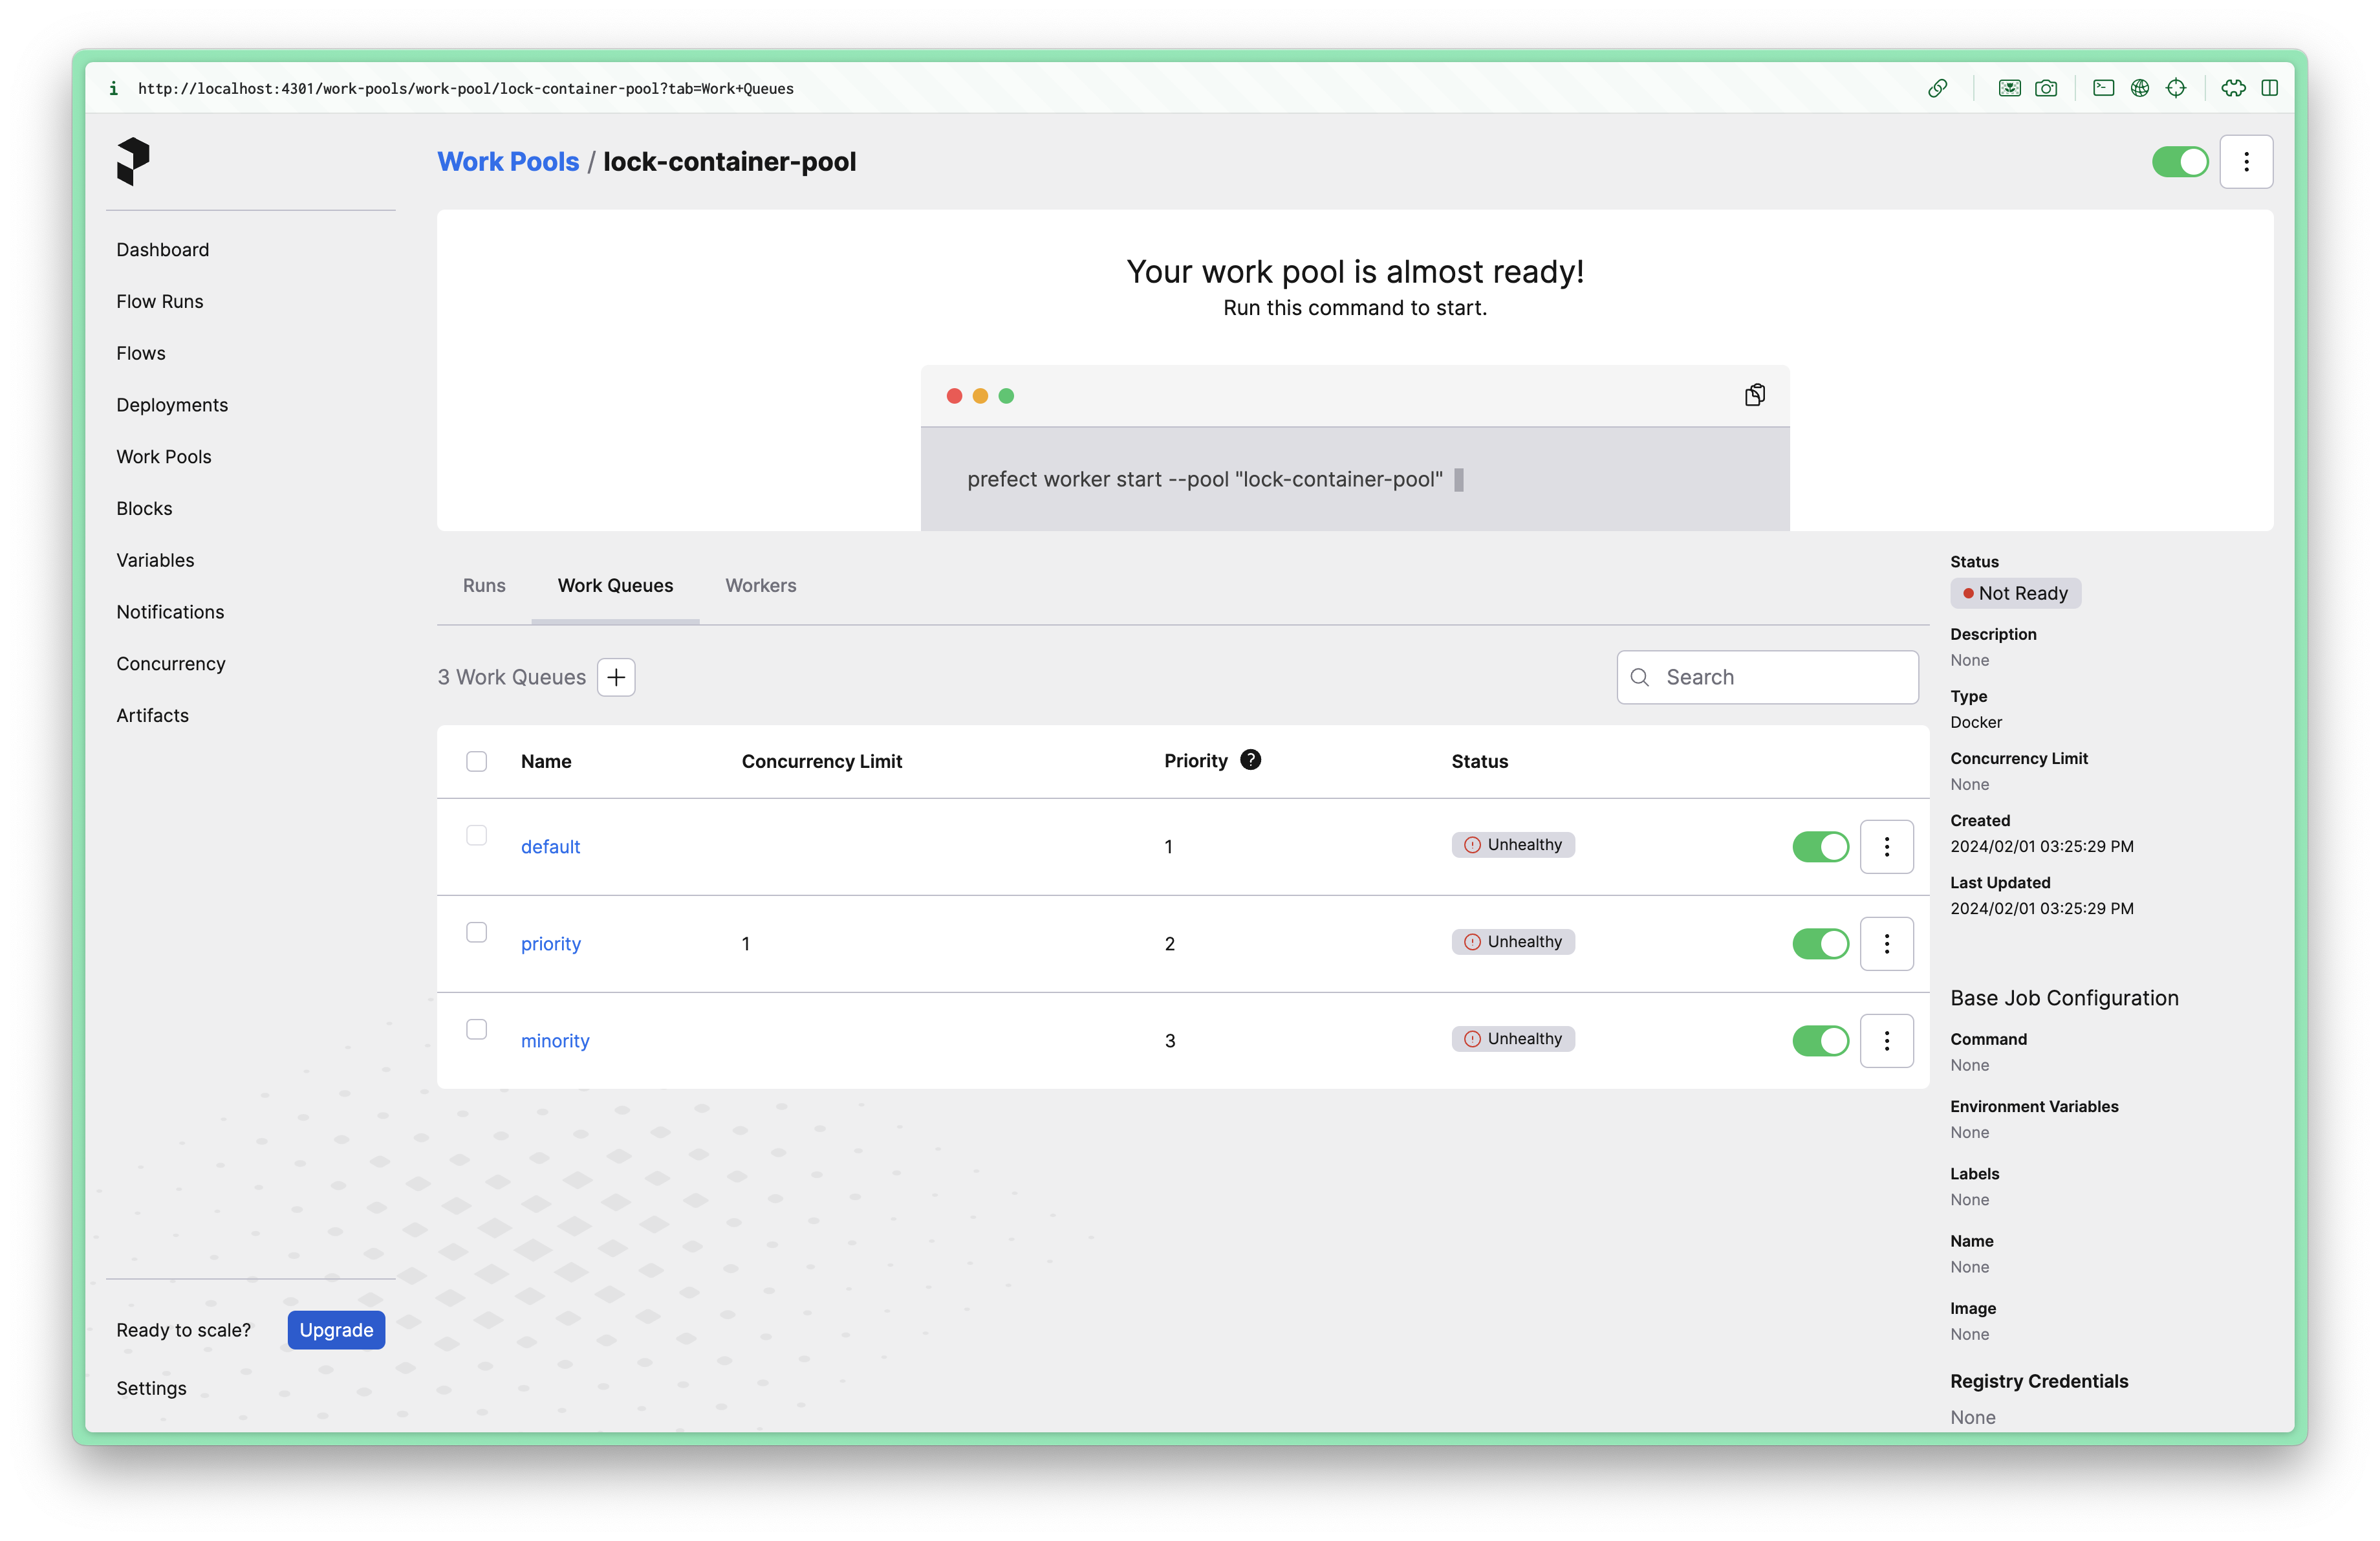 i http://localhost:4301/work-pools/work-pool/lock-container-pool?tab=Work+Queues
Work Pools / lock-container-pool
Dashboard
Flow Runs
Flows
Deployments
Work Pools
Blocks
Variables
Notifications
Concurrency
Artifacts
Ready to scale? Upgrade
Settings
Your work pool is almost ready!
Run this command to start.
prefect worker start --pool "lock-container-pool"
Runs Work Queues Workers
3 Work Queues
Search
Name Concurrency Limit Priority ? Status
default 1 Unhealthy
priority 1 2 Unhealthy
minority 3 Unhealthy
Status
Not Ready
Description
None
Type
Docker
Concurrency Limit
None
Created
2024/02/01 03:25:29 PM
Last Updated
2024/02/01 03:25:29 PM
Base Job Configuration
Command
None
Environment Variables
None
Labels
None
Name
None
Image
None
Registry Credentials
None